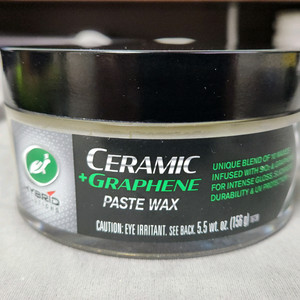 CERAMIC
+GRAPHENE
PASTE WAX
UNIQUE BLEND OF
INFUSED WITH
FOR INTENSE GLOSS,
DURABILITY & UV
CAUTION: EYE IRRITANT. SEE BACK. 5.5 wt. oz. (156 g)
HYBRID